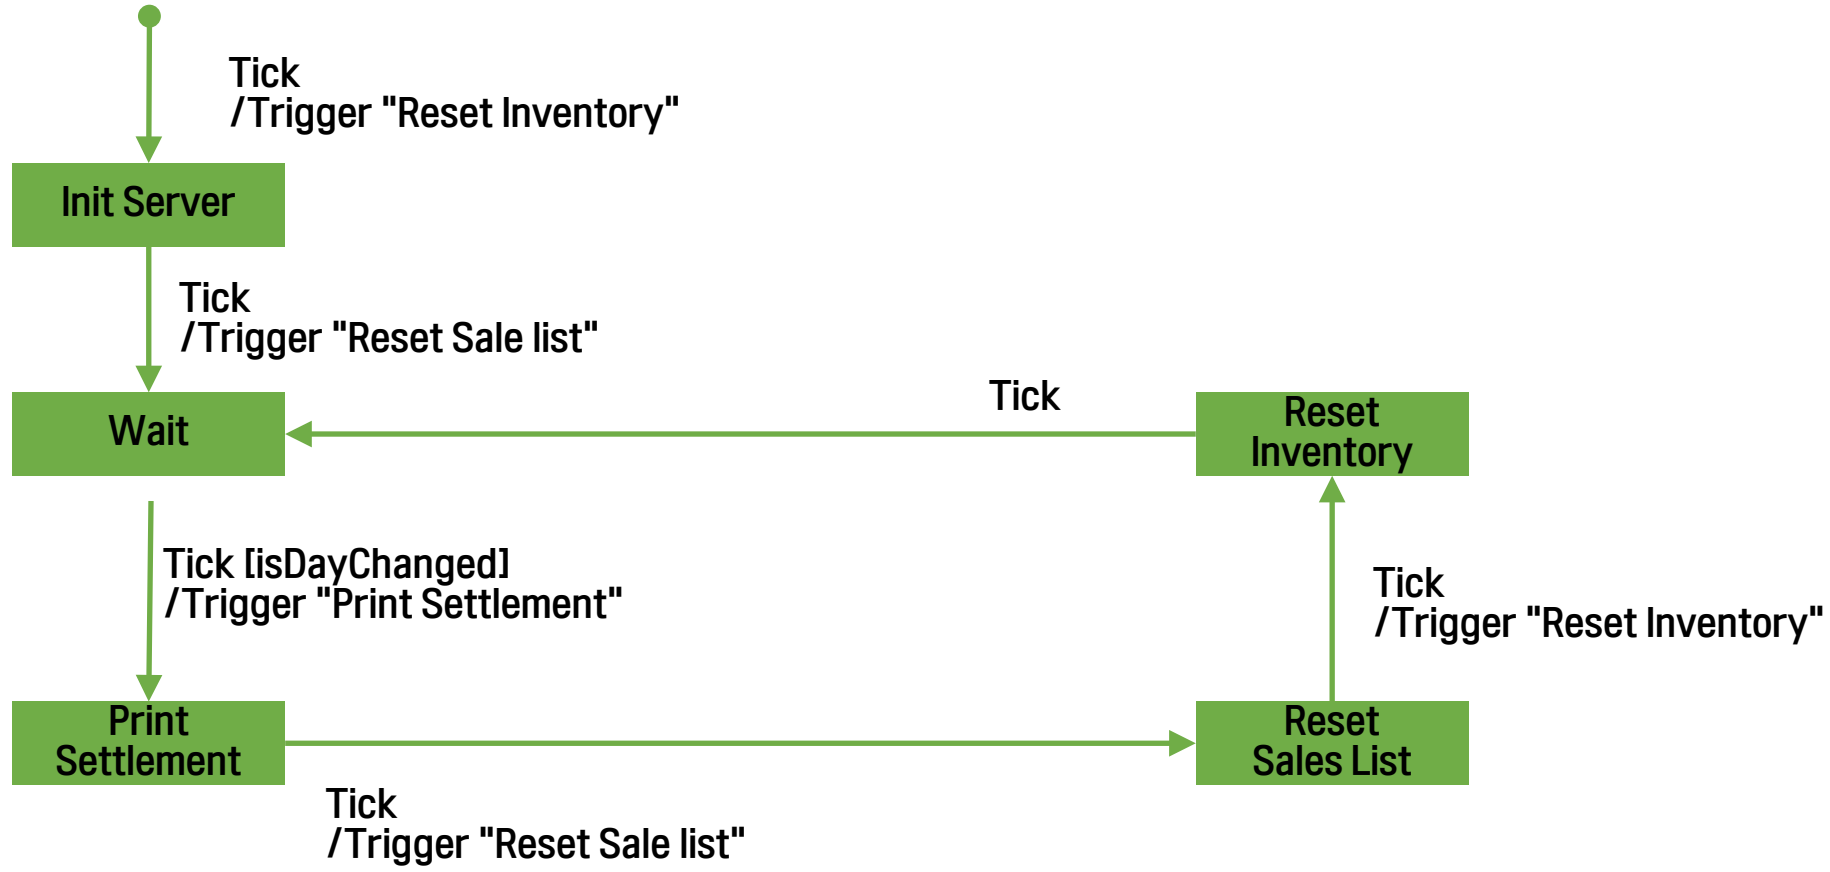 Tick
/Trigger "Reset Inventory"
Init Server
Tick
/Trigger "Reset Sale list"
Wait
Tick
Reset
Inventory
Tick [isDayChanged]
/Trigger "Print Settlement"
Tick
/Trigger "Reset Inventory"
Print
Settlement
Reset
Sales List
Tick
/Trigger "Reset Sale list"